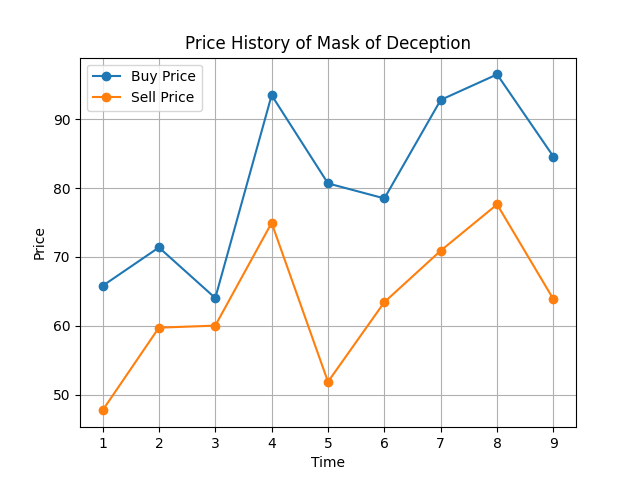 Price History of Mask of Deception
Buy Price
Sell Price
Price
90
80
70
60
50
1 2 3 4 5 6 7 8 9
Time